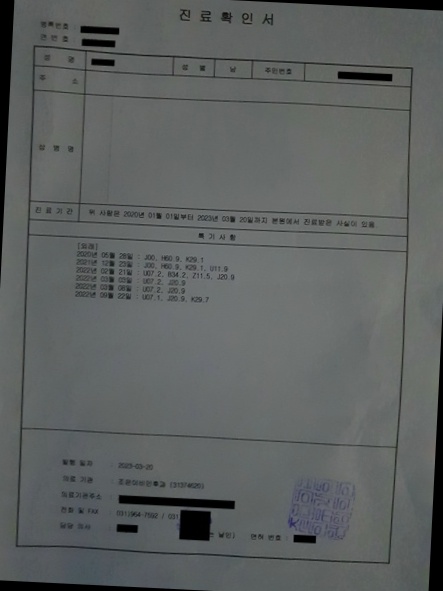 진료확인서
병록번호
연번호
성 명 성 별 남 주민번호
주 소
상 병 명
진료기간 위 사람은 2020년 01월 01일부터 2023년 03월 20일까지 본원에서 진료받은 사실이 있음
특기사항
[외래]
2020년 05월 26일 : J00, H60.9, K29.1
2021년 12월 23일 : J00, H60.9, K29.1, U11.9
2022년 02월 21일 : U07.2, B34.2, Z11.5, J20.9
2022년 03월 03일 : U07.2, J20.9
2022년 03월 08일 : U07.2, J20.9
2022년 09월 22일 : U07.1, J20.9, K29.7
발행 일자 : 2023-03-20
의료 기관 : 조은이비인후과 (31374620)
의료기관주소
전화 및 FAX 031)964-7592 / 031
담당 의사 날인) 면허 번호 :